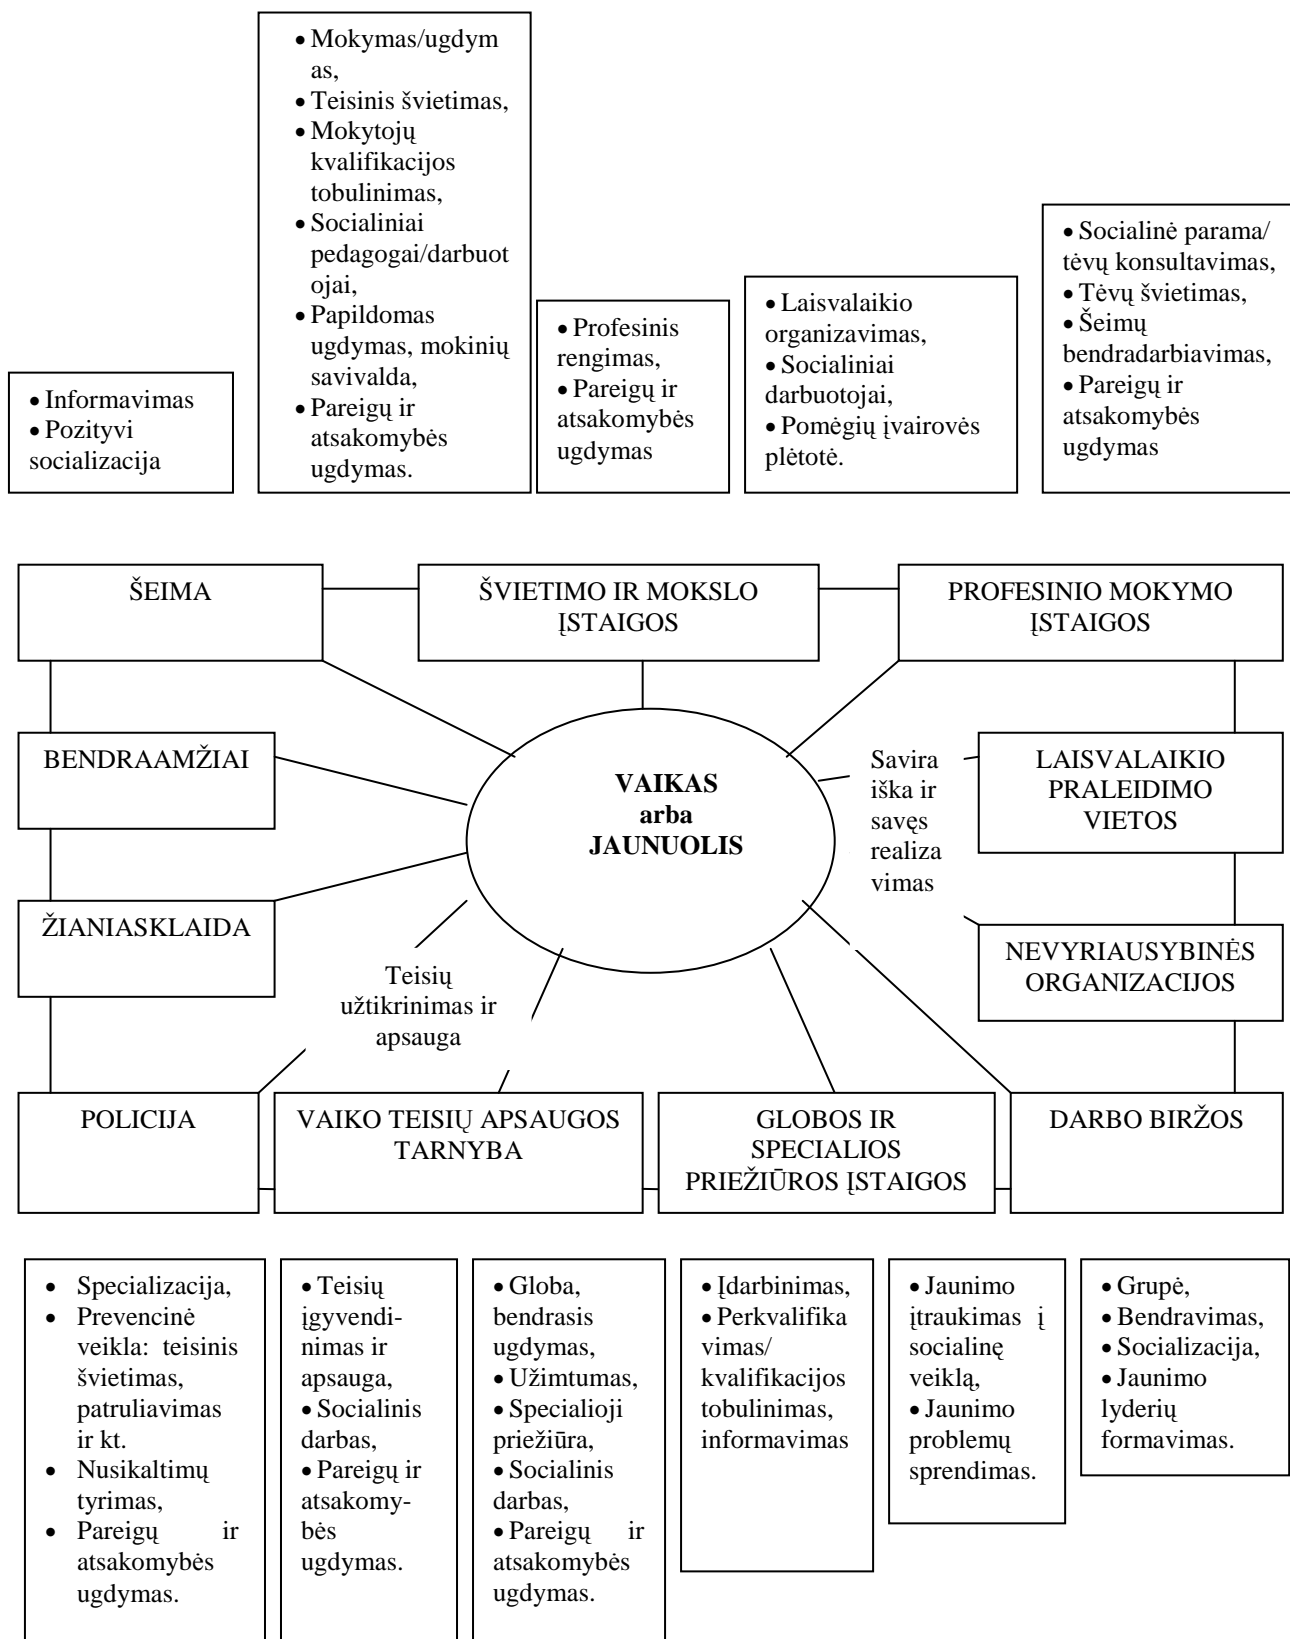 • Informavimas
• Pozityvi
socializacija
• Mokymas/ugdym
as,
• Teisinis švietimas,
• Mokytojų
kvalifikacijos
tobulinimas,
• Socialiniai
pedagogai/darbuot
ojai,
• Papildomas
ugdymas, mokinių
savivalda,
• Pareigų ir
atsakomybės
ugdymas.
• Profesinis
rengimas,
• Pareigų ir
atsakomybės
ugdymas
• Laisvalaikio
organizavimas,
• Socialiniai
darbuotojai,
• Pomėgių įvairovės
plėtotė.
• Socialinė parama/
tėvų konsultavimas,
• Tėvų švietimas,
• Šeimų
bendradarbiavimas,
• Pareigų ir
atsakomybės
ugdymas
ŠEIMA
ŠVIETIMO IR MOKSLO
ĮSTAIGOS
PROFESINIO MOKYMO
ĮSTAIGOS
BENDRAAMŽIAI
VAIKAS
arba
JAUNUOLIS
Savira
iška ir
savęs
realiza
vimas
LAISVALAIKIO
PRALEIDIMO
VIETOS
ŽIANIASKLAIDA
Teisių
užtikrinimas ir
apsauga
NEVYRIAUSYBINĖS
ORGANIZACIJOS
POLICIJA
VAIKO TEISIŲ APSAUGOS
TARNYBA
GLOBOS IR
SPECIALIOS
PRIEŽIŪROS ĮSTAIGOS
DARBO BIRŽOS
• Specializacija,
• Prevencinė
veikla: teisinis
švietimas,
patruliavimas
ir kt.
• Nusikaltimų
tyrimas,
• Pareigų ir
atsakomybės
ugdymas.
• Teisių
įgyvendi-
nimas ir
apsauga,
• Socialinis
darbas,
• Pareigų ir
atsakomy-
bės
ugdymas.
• Globa,
bendrasis
ugdymas,
• Užimtumas,
• Specialioji
priežiūra,
• Socialinis
darbas,
• Pareigų ir
atsakomybės
ugdymas.
• Įdarbinimas,
• Perkvalifika
vimas/
kvalifikacijos
tobulinimas,
informavimas
• Jaunimo
įtraukimas į
socialinę
veiklą,
• Jaunimo
problemų
sprendimas.
• Grupė,
• Bendravimas,
• Socializacija,
• Jaunimo
lyderių
formavimas.